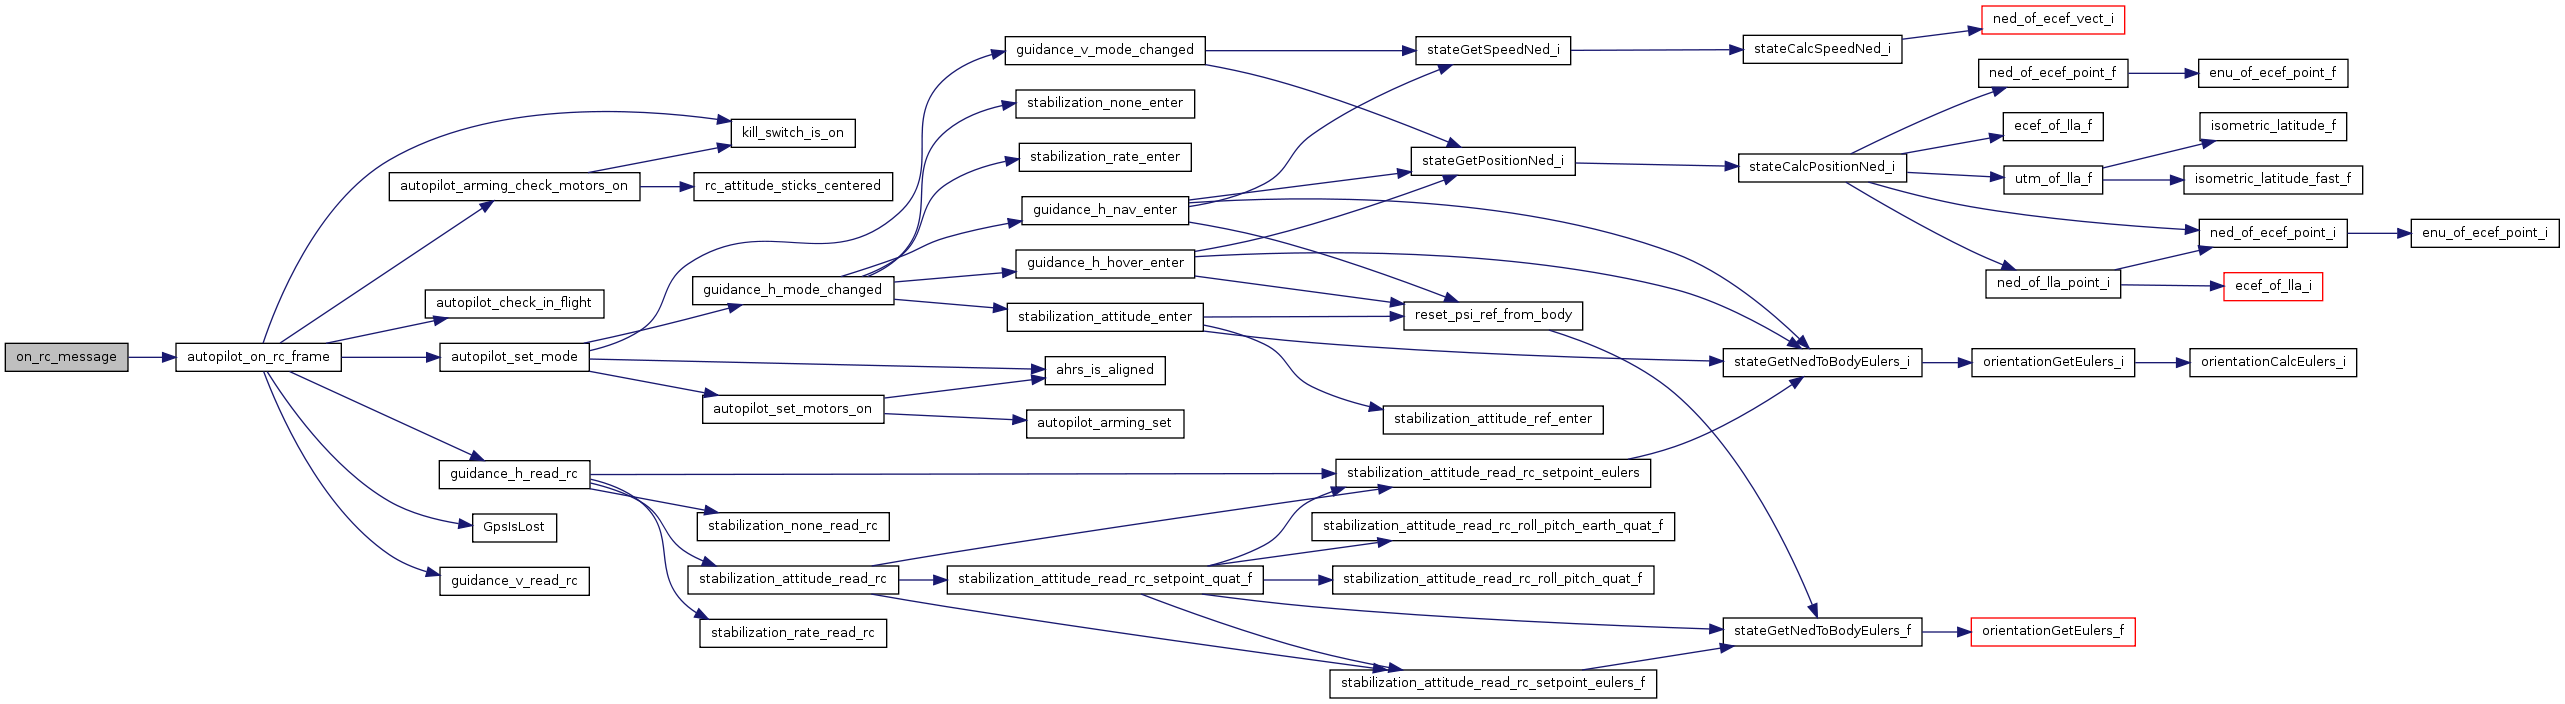 on_rc_message
autopilot_on_rc_frame
kill_switch_is_on
autopilot_arming_check_motors_on
rc_attitude_sticks_centered
autopilot_check_in_flight
autopilot_set_mode
guidance_h_read_rc
GpsIsLost
guidance_v_read_rc
guidance_h_mode_changed
autopilot_set_motors_on
stabilization_none_read_rc
stabilization_attitude_read_rc
stabilization_rate_read_rc
guidance_v_mode_changed
stabilization_none_enter
stabilization_rate_enter
guidance_h_nav_enter
guidance_h_hover_enter
stabilization_attitude_enter
ahrs_is_aligned
autopilot_arming_set
stabilization_attitude_read_rc_setpoint_quat_f
stateGetSpeedNed_i
stateGetPositionNed_i
reset_psi_ref_from_body
stabilization_attitude_ref_enter
stabilization_attitude_read_rc_setpoint_eulers
stabilization_attitude_read_rc_roll_pitch_earth_quat_f
stabilization_attitude_read_rc_roll_pitch_quat_f
stabilization_attitude_read_rc_setpoint_eulers_f
stateCalcSpeedNed_i
stateCalcPositionNed_i
stateGetNedToBodyEulers_i
stateGetNedToBodyEulers_f
ned_of_ecef_vect_i
ned_of_ecef_point_f
ecef_of_lla_f
utm_of_lla_f
ned_of_lla_point_i
orientationGetEulers_i
orientationGetEulers_f
enu_of_ecef_point_f
isometric_latitude_f
isometric_latitude_fast_f
ned_of_ecef_point_i
ecef_of_lla_i
orientationCalcEulers_i
enu_of_ecef_point_i